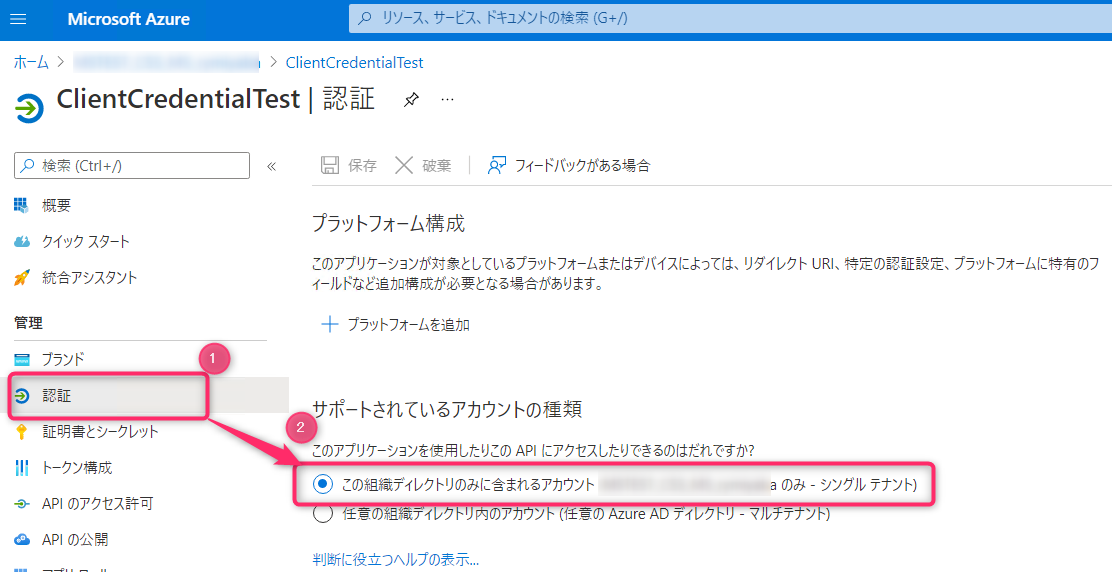 Microsoft Azure
リソース、サービス、ドキュメントの検索 (G+/)
ホーム > > ClientCredentialTest
ClientCredentialTest | 認証
検索 (Ctrl+/)
«
保存
破棄
フィードバックがある場合
概要
クイック スタート
統合アシスタント
管理
ブランド
1
認証
証明書とシークレット
トークン構成
API のアクセス許可
API の公開
プラットフォーム構成
このアプリケーションが対象としているプラットフォームまたはデバイスによっては、リダイレクト URI、特定の認証設定、プラットフォームに特有のフ
ィールドなど追加構成が必要となる場合があります。
プラットフォームを追加
サポートされているアカウントの種類
2
このアプリケーションを使用したりこの API にアクセスしたりできるのはだれですか?
この組織ディレクトリのみに含まれるアカウント a のみ - シングル テナント)
任意の組織ディレクトリ内のアカウント (任意の Azure AD ディレクトリ - マルチテナント)
判断に役立つヘルプの表示...